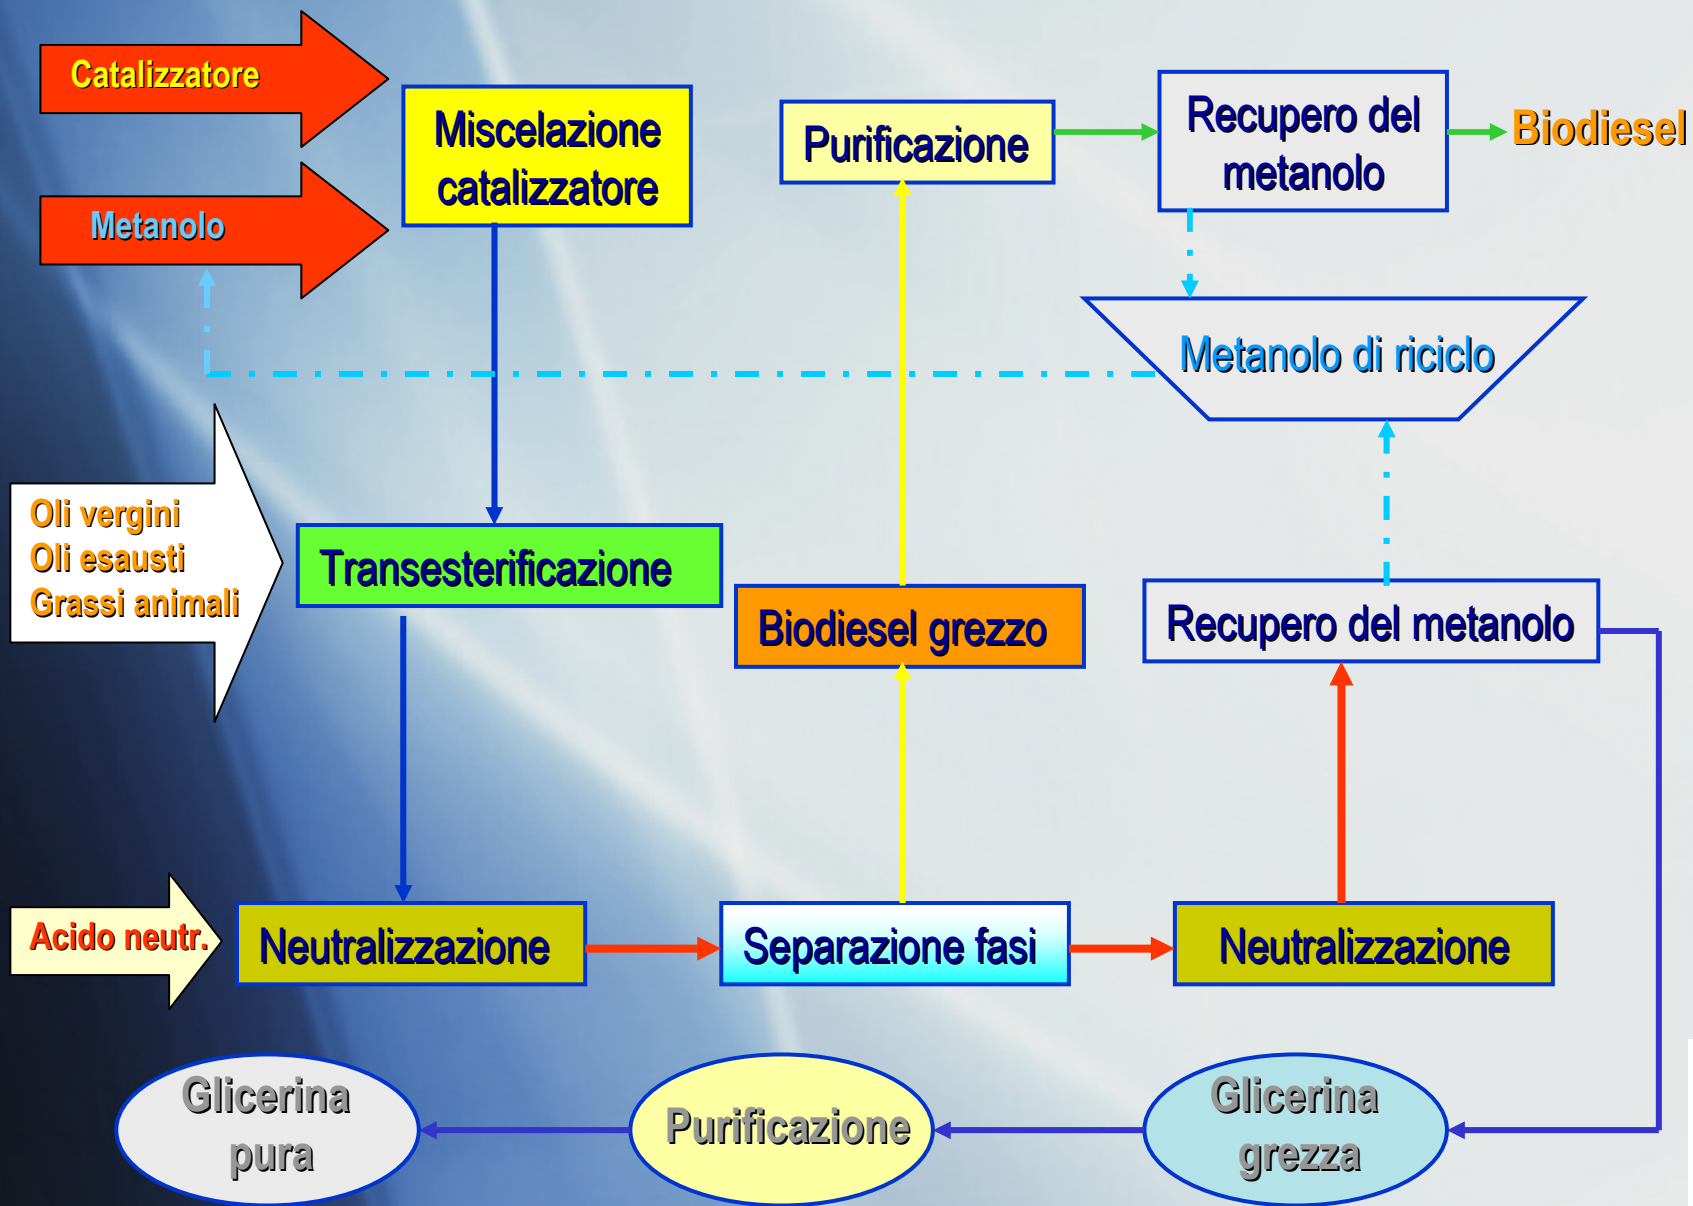 Catalizzatore
Metanolo
Miscelazione
catalizzatore
Purificazione
Recupero del
metanolo
Biodiesel
Metanolo di riciclo
Oli vergini
Oli esausti
Grassi animali
Transesterificazione
Biodiesel grezzo
Recupero del metanolo
Acido neutr.
Neutralizzazione
Separazione fasi
Neutralizzazione
Glicerina
pura
Purificazione
Glicerina
grezza